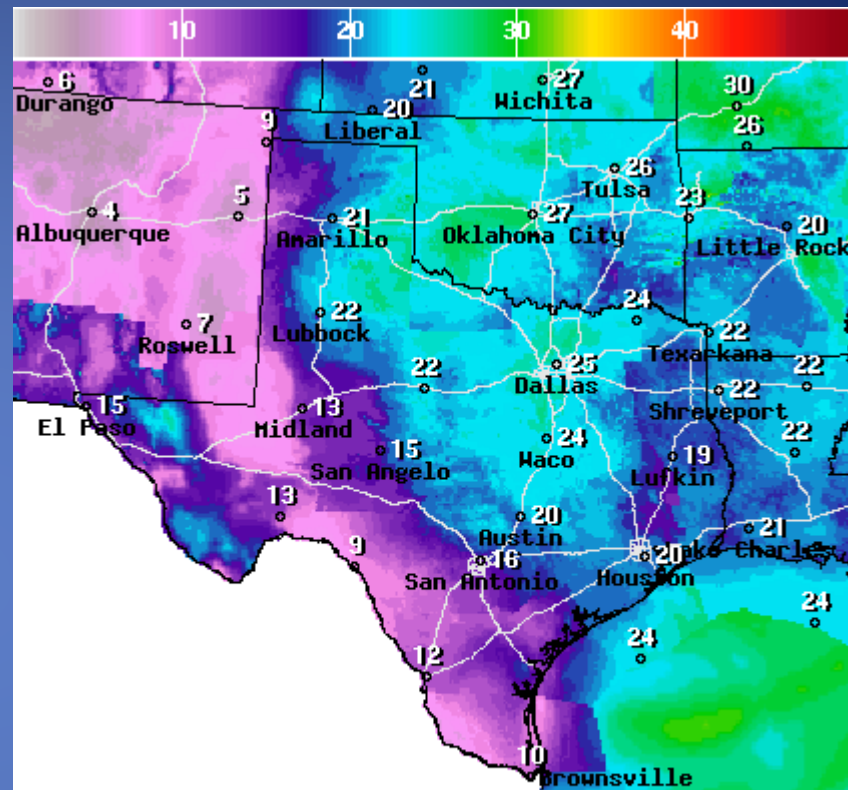 10 20 30 40
6 Durango
21
20 Liberal
27 Wichita
30
26
9
26 Tulsa
4 Albuquerque
5
21 Amarillo
27 Oklahoma City
23
20 Little Rock
7 Roswell
22 Lubbock
24
22 Texarkana
25 Dallas
22
22 Shreveport
22
15 El Paso
13 Midland
15 San Angelo
24 Waco
19 Lufkin
22
13
20 Austin
21
9
16 San Antonio
20 Houston
Lake Charles
24
24
12
10 Brownsville